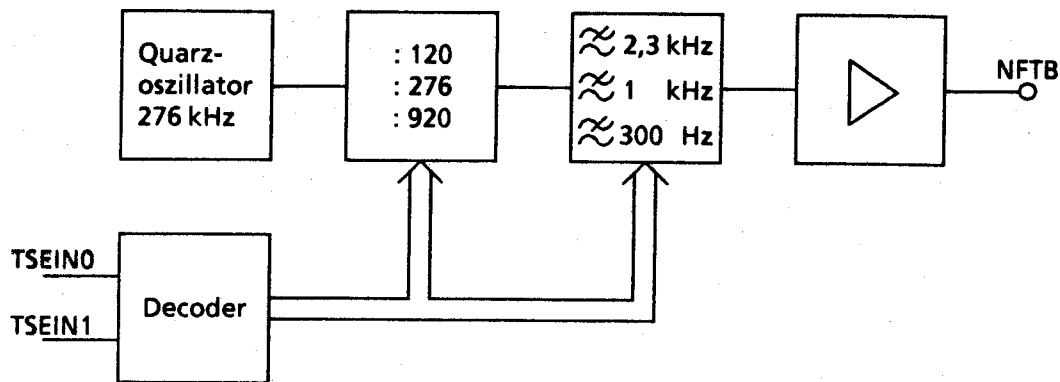 Quarz-
oszillator
276 kHz
: 120
: 276
: 920
2,3 kHz
1 kHz
300 Hz
NFTB
TSEIN0
TSEIN1
Decoder